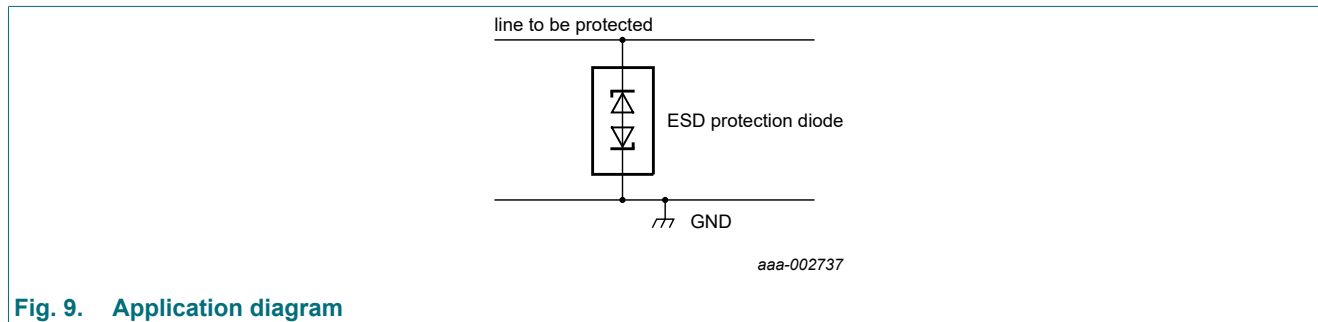 line to be protected
ESD protection diode
GND
aaa-002737
Fig. 9. Application diagram